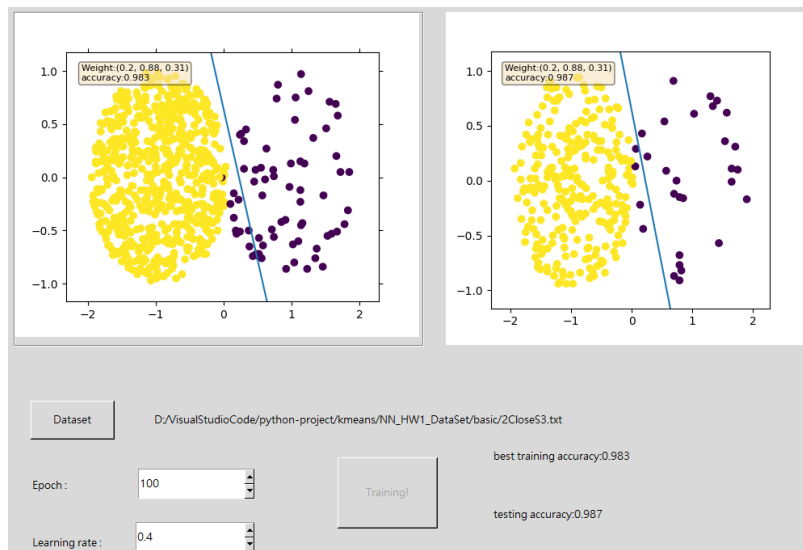 Weight:(0.2, 0.88, 0.31)
accuracy:0.983
1.0
0.5
0.0
−0.5
−1.0
−2
−1
0
1
2
Weight:(0.2, 0.88, 0.31)
accuracy:0.987
1.0
0.5
0.0
−0.5
−1.0
−2
−1
0
1
2
Dataset
D:/VisualStudioCode/python-project/kmeans/NN_HW1_DataSet/basic/2CloseS3.txt
best training accuracy:0.983
Epoch :
100
Training!
testing accuracy:0.987
Learning rate :
0.4